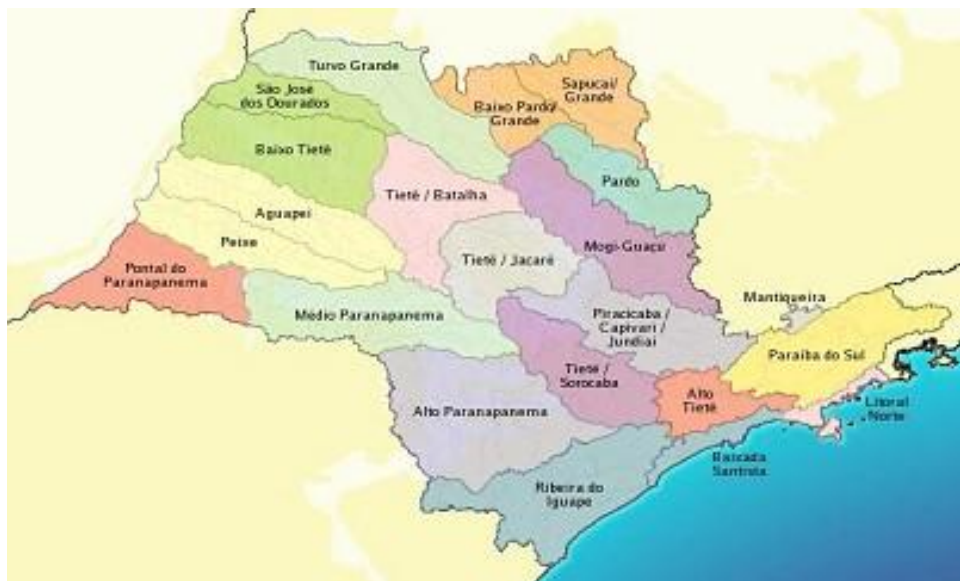 Turvo Grande
Sapucaí/
Grande
São José
dos Dourados
Baixo Pardo/
Grande
Baixo Tietê
Pardo
Tietê / Batalha
Aguapeí
Peixe
Mogi-Guaçu
Tietê / Jacaré
Pontal do
Paranapanema
Mantiqueira
Médio Paranapanema
Piracicaba /
Capivari /
Jundiaí
Paraíba do Sul
Tietê /
Sorocaba
Alto
Tietê
Alto Paranapanema
Litoral
Norte
Baixada
Santista
Ribeira do
Iguape